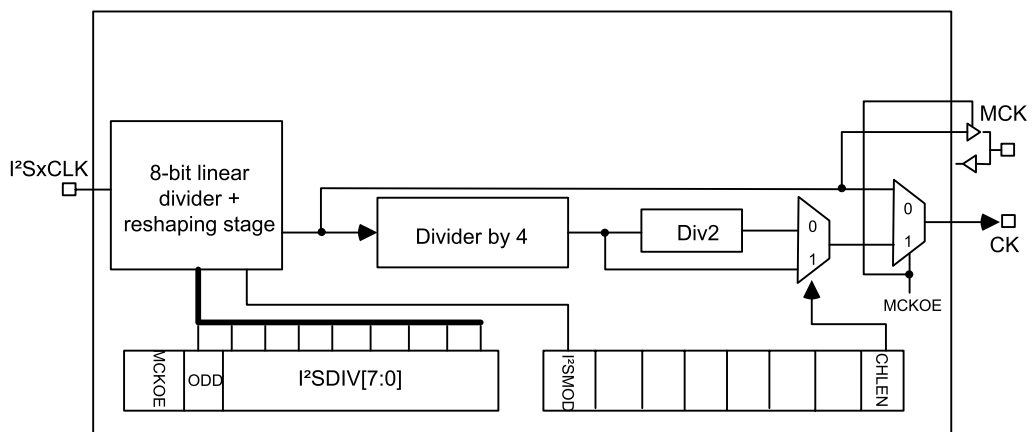 MCK
I²SxCLK
8-bit linear
divider +
reshaping stage
Divider by 4
Div2
0
1
0
1
CK
MCKOE
MCKOE
ODD
I²SDIV[7:0]
I²SMOD
CHLEN